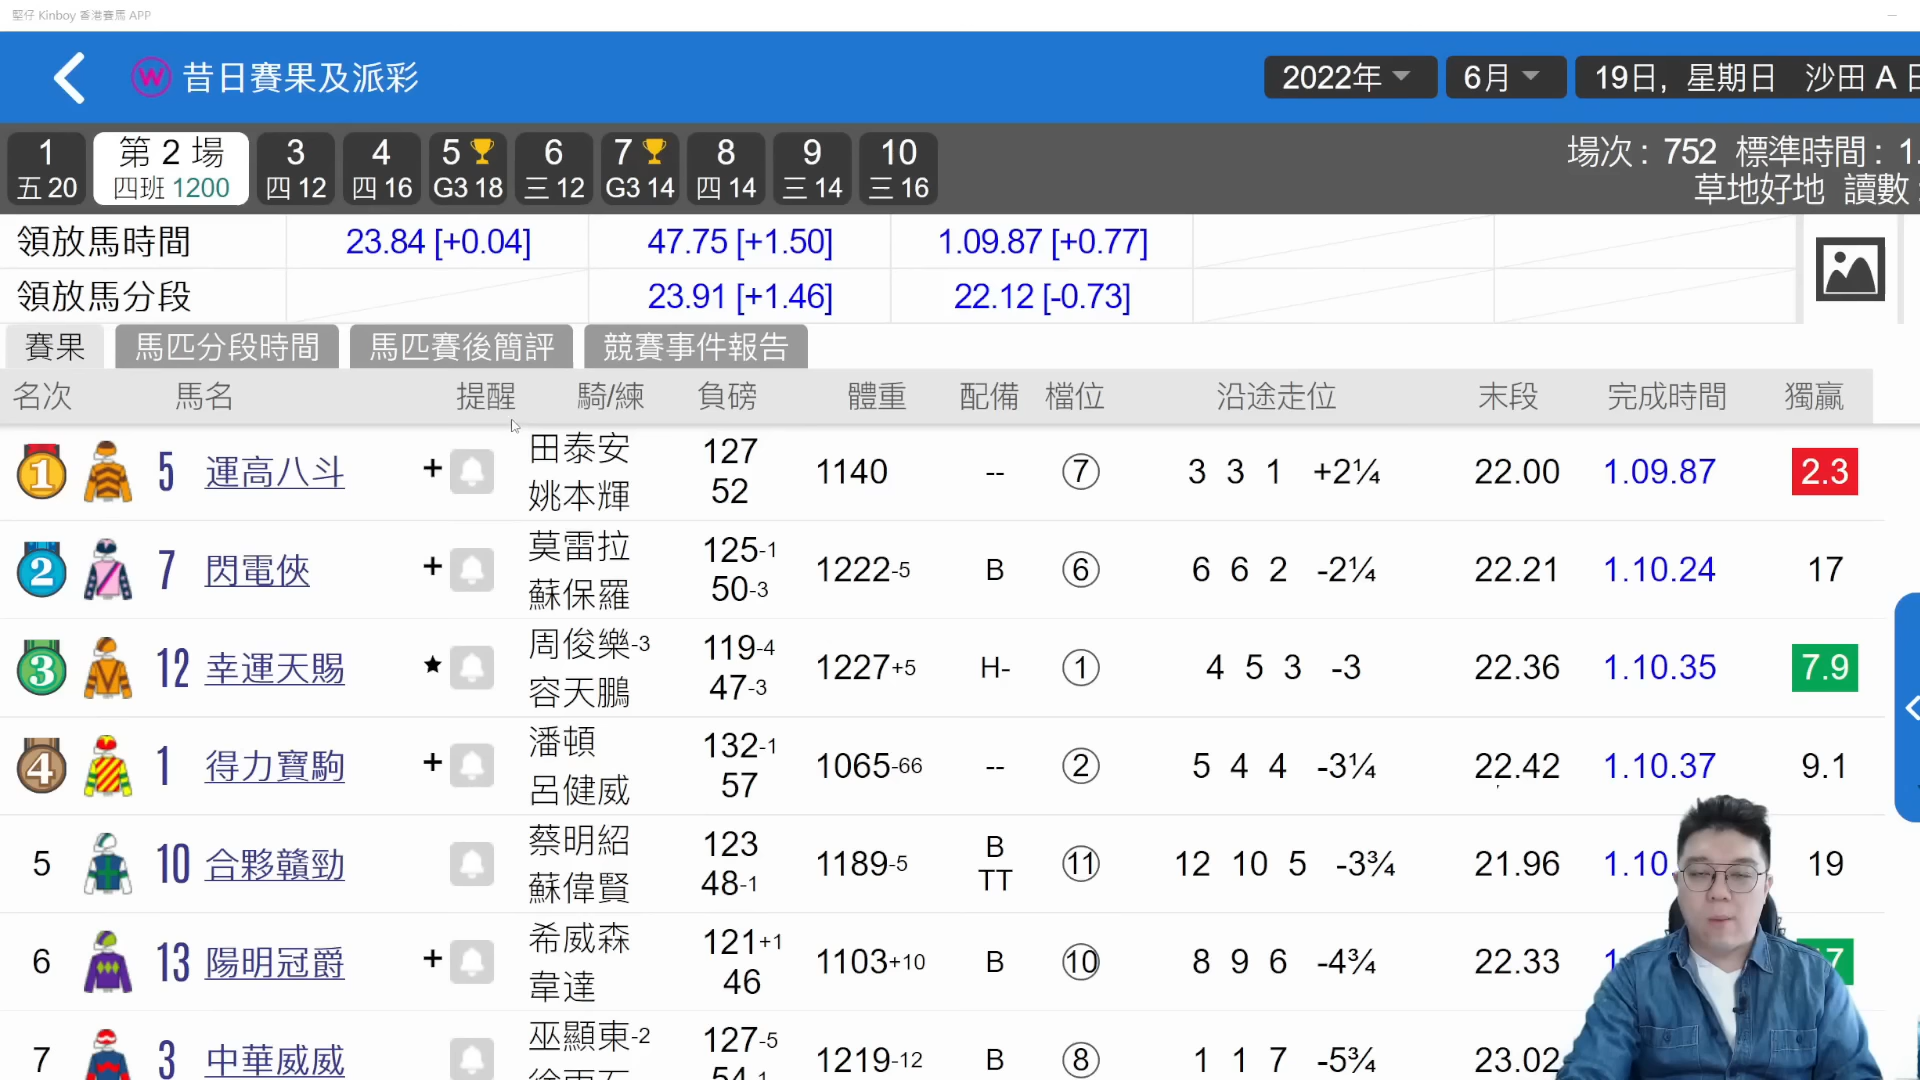 堅仔 Kinboy 香港賽馬 APP
W 昔日賽果及派彩 2022年 6月 19日, 星期日 沙田 A
1 第 2 場 3 4 5 6 7 8 9 10
五 20 四班 1200 四 12 四 16 G3 18 三 12 G3 14 四 14 三 14 三 16
場次 : 752 標準時間 : 1.
草地好地 讀數
領放馬時間 23.84 [+0.04] 47.75 [+1.50] 1.09.87 [+0.77]
領放馬分段 23.91 [+1.46] 22.12 [-0.73]
賽果 馬匹分段時間 馬匹賽後簡評 競賽事件報告
名次 馬名 提醒 騎/練 負磅 體重 配備 檔位 沿途走位 末段 完成時間 獨贏
1 5 運高八斗 + 田泰安 姚本輝 127 52 1140 -- 7 3 3 1 +2¼ 22.00 1.09.87 2.3
2 7 閃電俠 + 莫雷拉 蘇保羅 125-1 50-3 1222-5 B 6 6 6 2 -2¼ 22.21 1.10.24 17
3 12 幸運天賜 ★ 周俊樂-3 容天鵬 119-4 47-3 1227+5 H- 1 4 5 3 -3 22.36 1.10.35 7.9
4 1 得力寶駒 + 潘頓 呂健威 132-1 57 1065-66 -- 2 5 4 4 -3¼ 22.42 1.10.37 9.1
5 10 合夥贛勁 蔡明紹 蘇偉賢 123 48-1 1189-5 B TT 11 12 10 5 -3¾ 21.96 1.10. 19
6 13 陽明冠爵 + 希威森 韋達 121+1 46 1103+10 B 10 8 9 6 -4¾ 22.33 1. 7
7 3 中華威威 巫顯東-2 127-5 1219-12 B 8 1 1 7 -5¾ 23.02